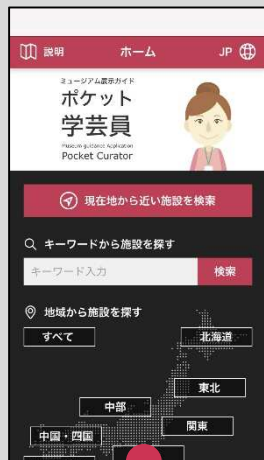 説明
ホーム
JP
ミュージアム展示ガイド
ポケット
学芸員
Museum guidance Application
Pocket Curator
現在地から近い施設を検索
キーワードから施設を探す
キーワード入力
検索
地域から施設を探す
すべて
北海道
東北
中部
関東
中国・四国